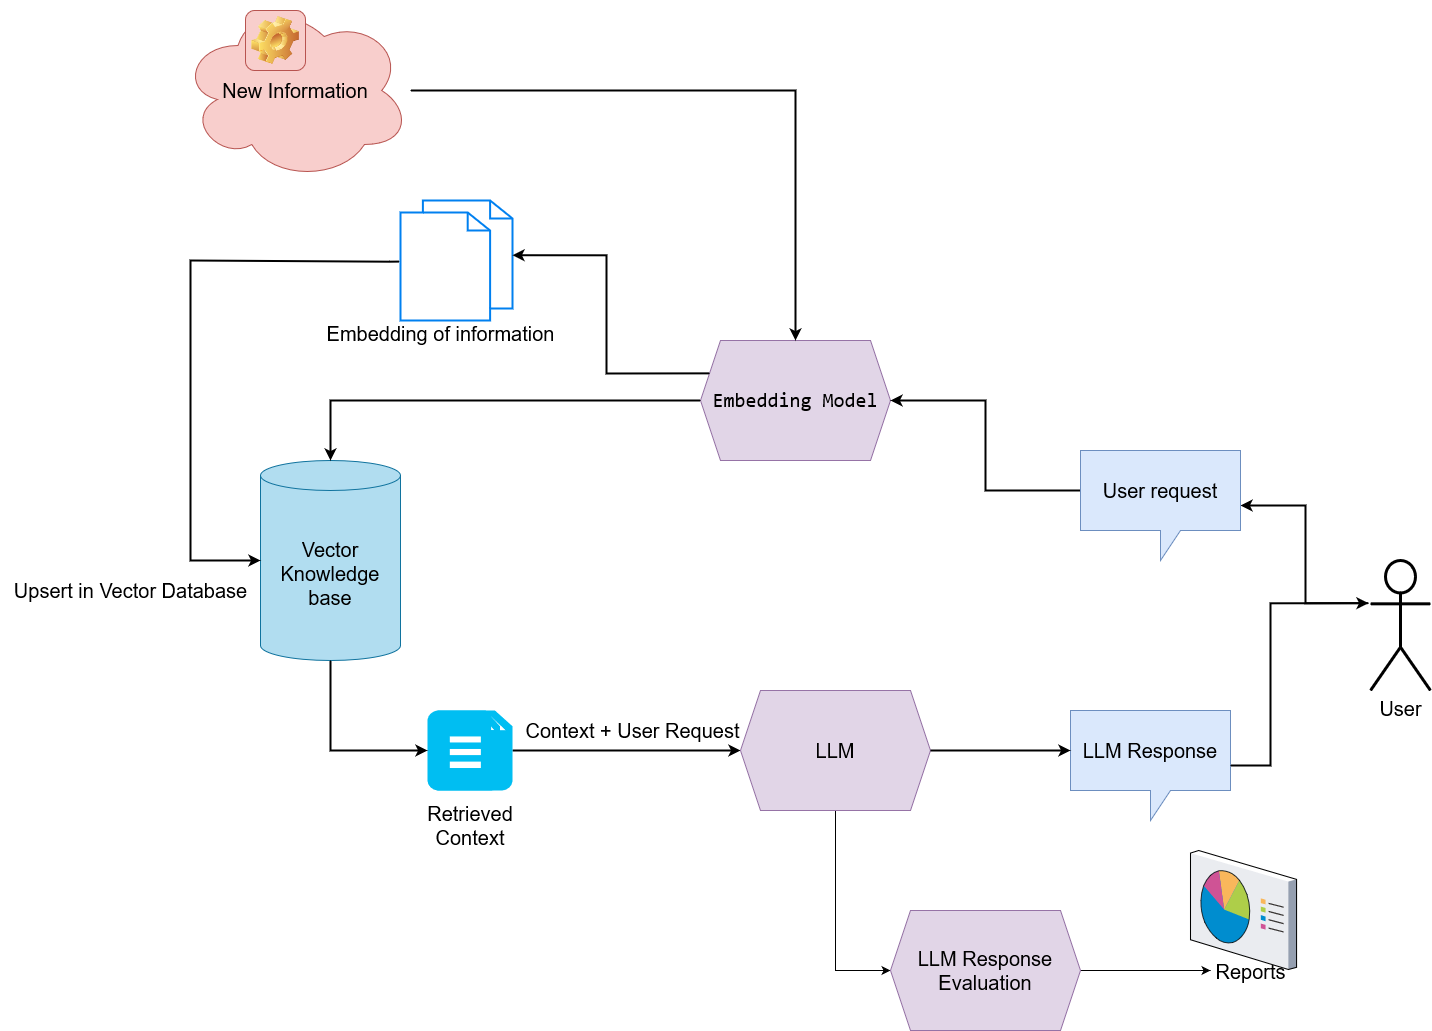 New Information
Embedding of information
Embedding Model
User request
Vector
Knowledge
base
Upsert in Vector Database
User
Context + User Request
LLM
LLM Response
Retrieved
Context
LLM Response
Evaluation
Reports